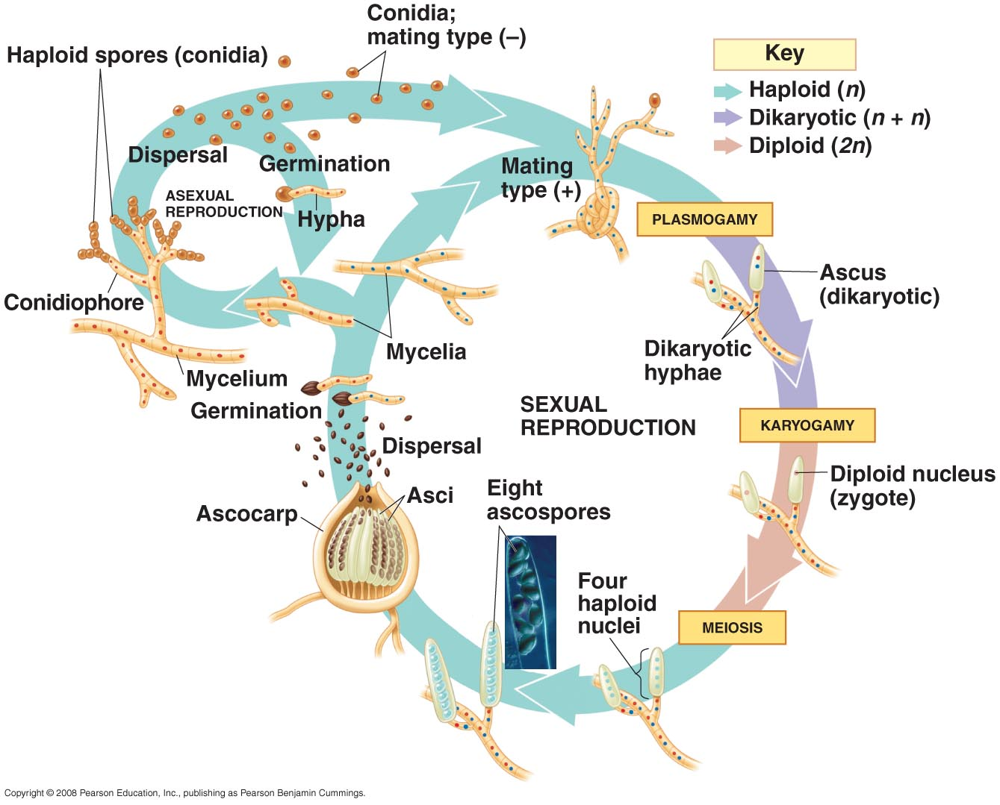 Conidia;
mating type (–)
Haploid spores (conidia)
Key
Haploid (n)
Dikaryotic (n + n)
Diploid (2n)
Dispersal
Germination
Mating
type (+)
ASEXUAL
REPRODUCTION
Hypha
PLASMOGAMY
Ascus
(dikaryotic)
Conidiophore
Mycelia
Dikaryotic
hyphae
Mycelium
Germination
SEXUAL
REPRODUCTION
KARYOGAMY
Dispersal
Diploid nucleus
(zygote)
Asci
Eight
ascospores
Ascocarp
Four
haploid
nuclei
MEIOSIS
Copyright © 2008 Pearson Education, Inc., publishing as Pearson Benjamin Cummings.